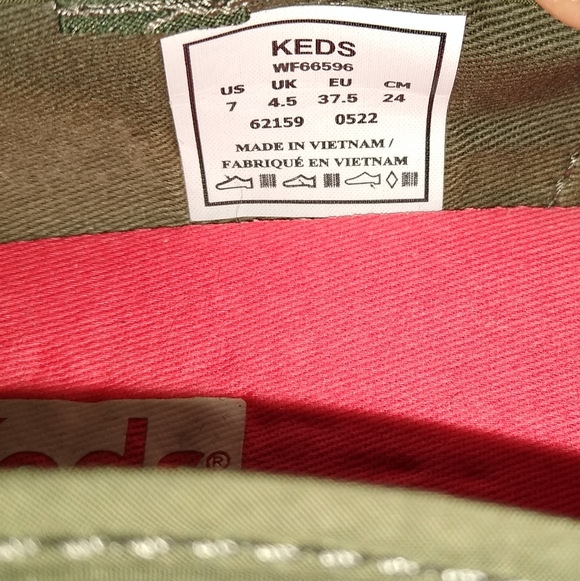 KEDS
WF66596
US UK EU CM
7 4.5 37.5 24
62159 0522
MADE IN VIETNAM /
FABRIQUÉ EN VIETNAM
Keds®